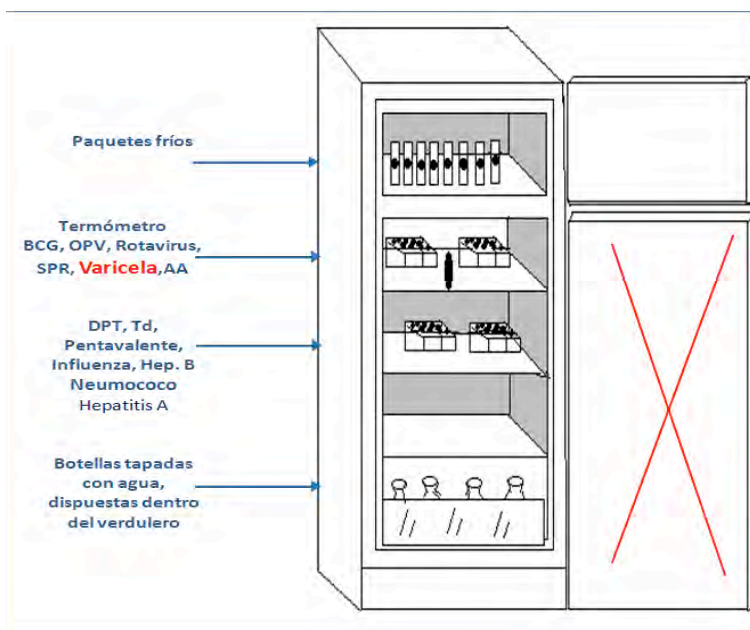 Paquetes fríos
Termómetro
BCG, OPV, Rotavirus,
SPR, Varicela,AA
DPT, Td,
Pentavalente,
Influenza, Hep. B
Neumococo
Hepatitis A
Botellas tapadas
con agua,
dispuestas dentro
del verdulero